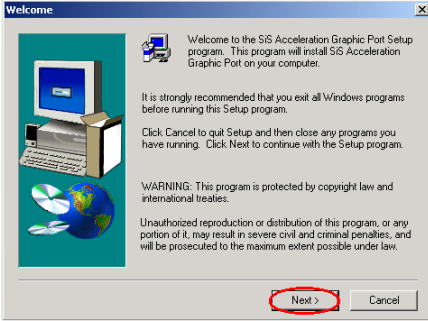 Welcome
Welcome to the SiS Acceleration Graphic Port Setup
program. This program will install SiS Acceleration
Graphic Port on your computer.
It is strongly recommended that you exit all Windows programs
before running this Setup program.
Click Cancel to quit Setup and then close any programs you
have running. Click Next to continue with the Setup program.
WARNING: This program is protected by copyright law and
international treaties.
Unauthorized reproduction or distribution of this program, or any
portion of it, may result in severe civil and criminal penalties, and
will be prosecuted to the maximum extent possible under law.
Next > Cancel